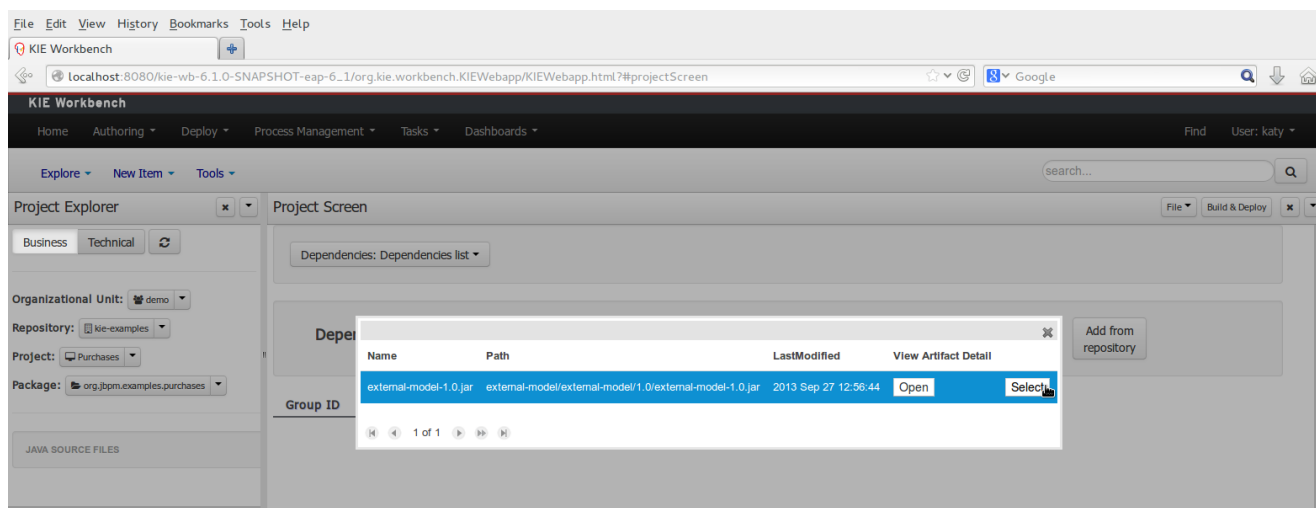 File Edit View History Bookmarks Tools Help
KIE Workbench
localhost:8080/kie-wb-6.1.0-SNAPSHOT-eap-6_1/org.kie.workbench.KIEWebapp/KIEWebapp.html?#projectScreen
8 Google
KIE Workbench
Home Authoring Deploy Process Management Tasks Dashboards Find User: katy
Explore New Item Tools search...
Project Explorer Project Screen File Build & Deploy
Business Technical
Dependencies: Dependencies list
Organizational Unit: demo
Repository: kie-examples
Project: Purchases
Package: org.jbpm.examples.purchases
Depe
Add from
repository
Name Path LastModified View Artifact Detail
external-model-1.0.jar external-model/external-model/1.0/external-model-1.0.jar 2013 Sep 27 12:56:44 Open Select
Group ID
1 of 1
JAVA SOURCE FILES